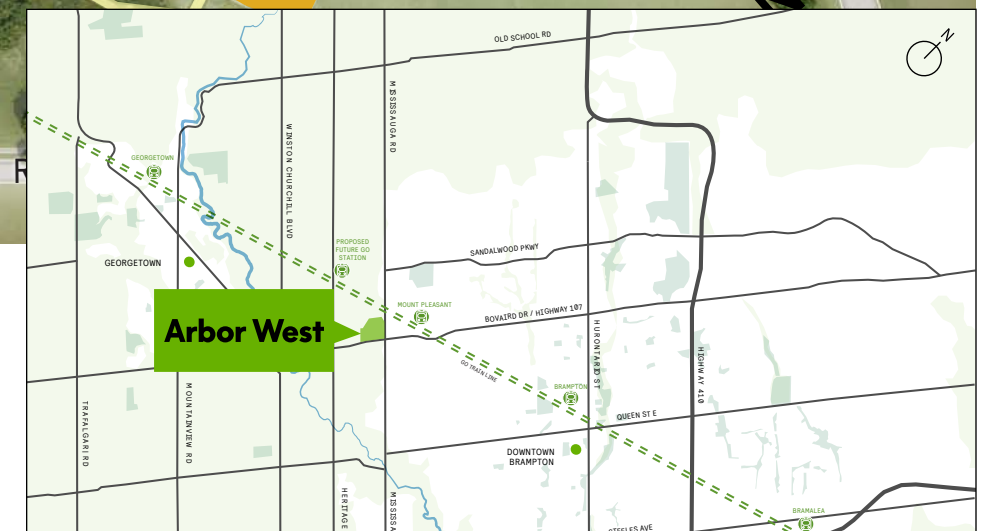 OLD SCHOOL RD
N
MISSISSAUGA RD
WINSTON CHURCHILL BLVD
GEORGETOWN
R
PROPOSED
FUTURE GO
STATION
SANDALWOOD PKWY
GEORGETOWN
MOUNT PLEASANT
BOVAIRD DR / HIGHWAY 107
Arbor West
HURONTARIO ST
HIGHWAY 410
GO TRAIN LINE
BRAMPTON
MOUNTAINVIEW RD
TRAFALGAR RD
QUEEN ST E
DOWNTOWN
BRAMPTON
HERITAGE
MISSISSA
BRAMALEA
STEELES AVE